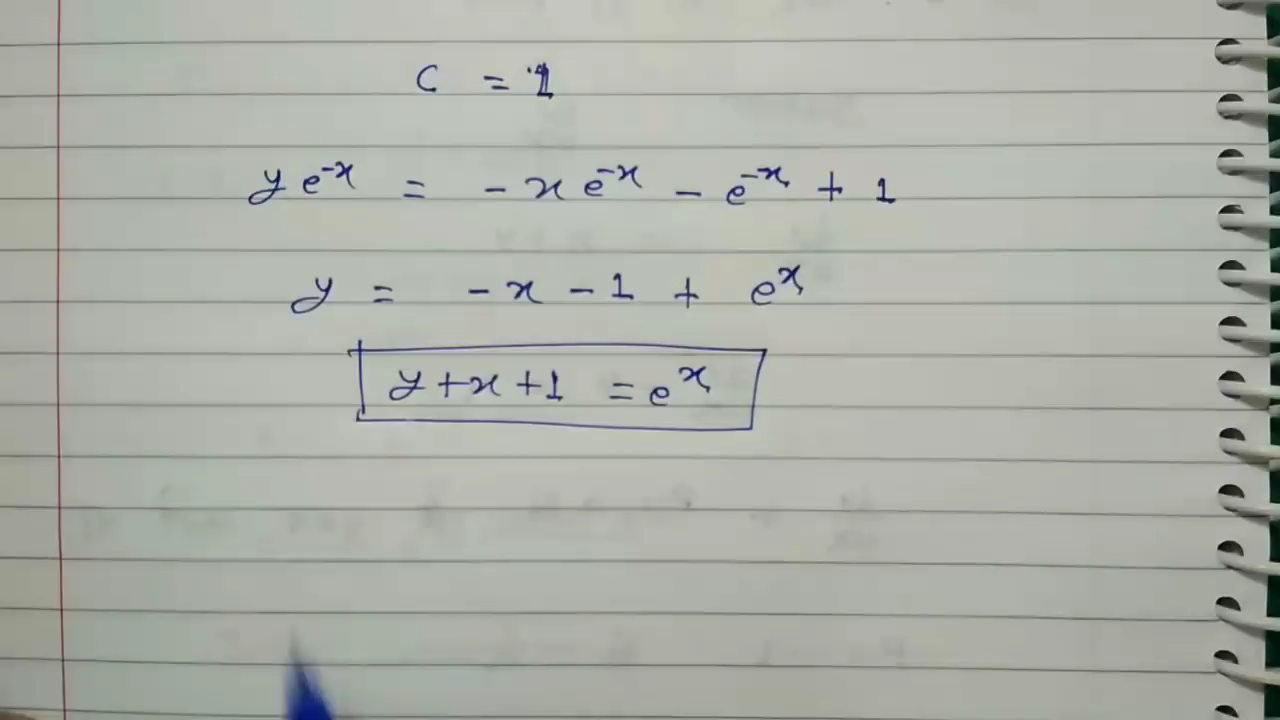 C = 1
y e^-x = - x e^-x - e^-x + 1
y = - x - 1 + e^x
y + x + 1 = e^x